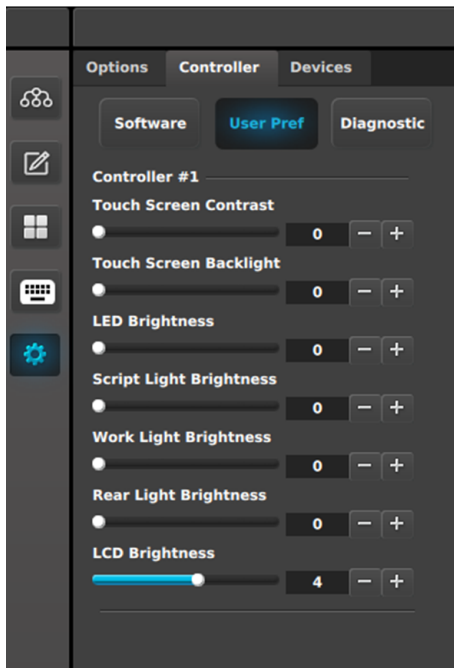 Options Controller Devices
Software User Pref Diagnostic
Controller #1
Touch Screen Contrast
0 − +
Touch Screen Backlight
0 − +
LED Brightness
0 − +
Script Light Brightness
0 − +
Work Light Brightness
0 − +
Rear Light Brightness
0 − +
LCD Brightness
4 − +